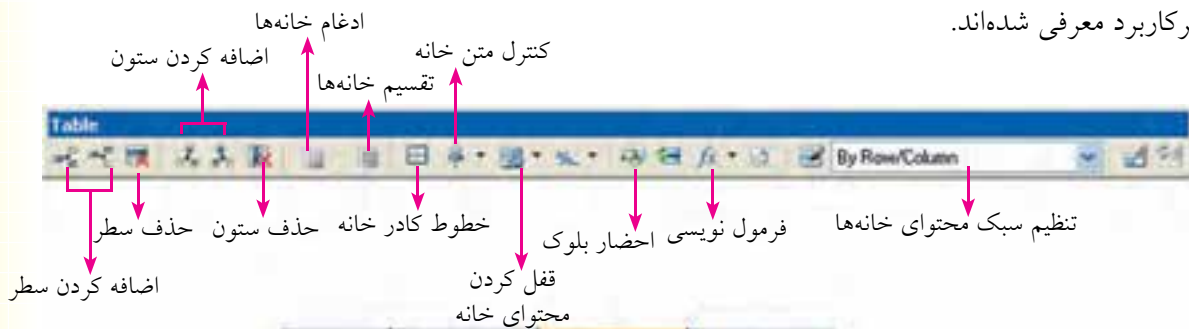 رکاربرد معرفی شده‌اند.
ادغام خانه‌ها
کنترل متن خانه
اضافه کردن ستون
تقسیم خانه‌ها
Table
By Row/Column
تنظیم سبک محتوای خانه‌ها
فرمول نویسی
احضار بلوک
خطوط کادر خانه
حذف ستون
حذف سطر
قفل کردن
محتوای خانه
اضافه کردن سطر